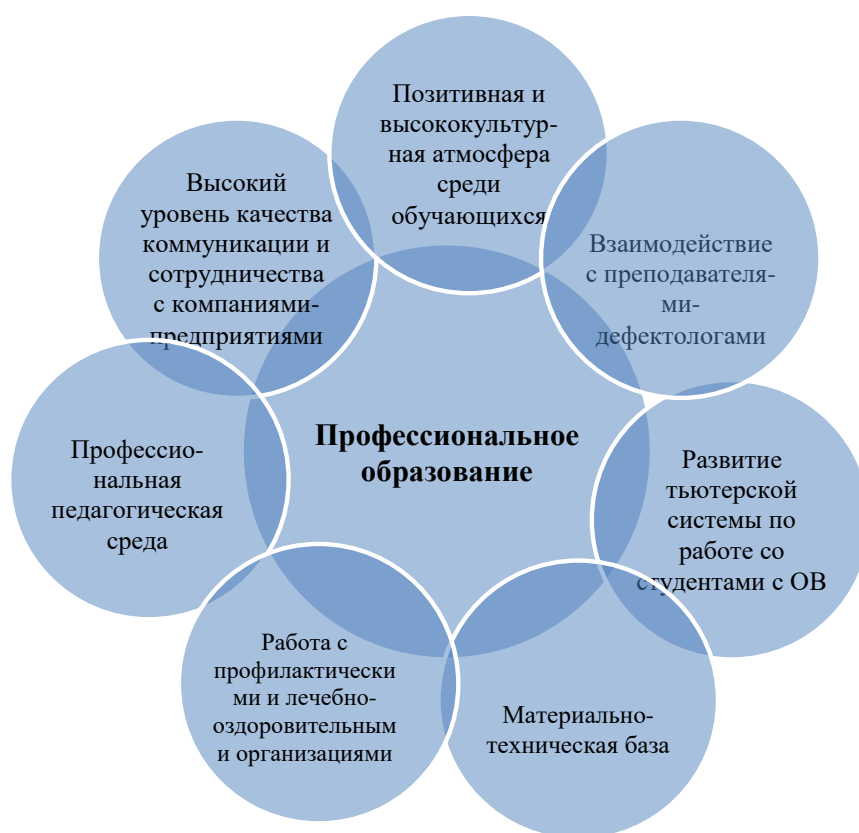 Позитивная и
высококультур-
ная атмосфера
среди
обучающихся
Взаимодействие
с преподавателя-
ми-
дефектологами
Развитие
тьютерской
системы по
работе со
студентами с ОВ
Материально-
техническая база
Работа с
профилактически
ми и лечебно-
оздоровительным
и организациями
Професси-
нальная
педагогическая
среда
Высокий
уровень качества
коммуникации и
сотрудничества
с компаниями-
предприятиями
Профессиональное
образование